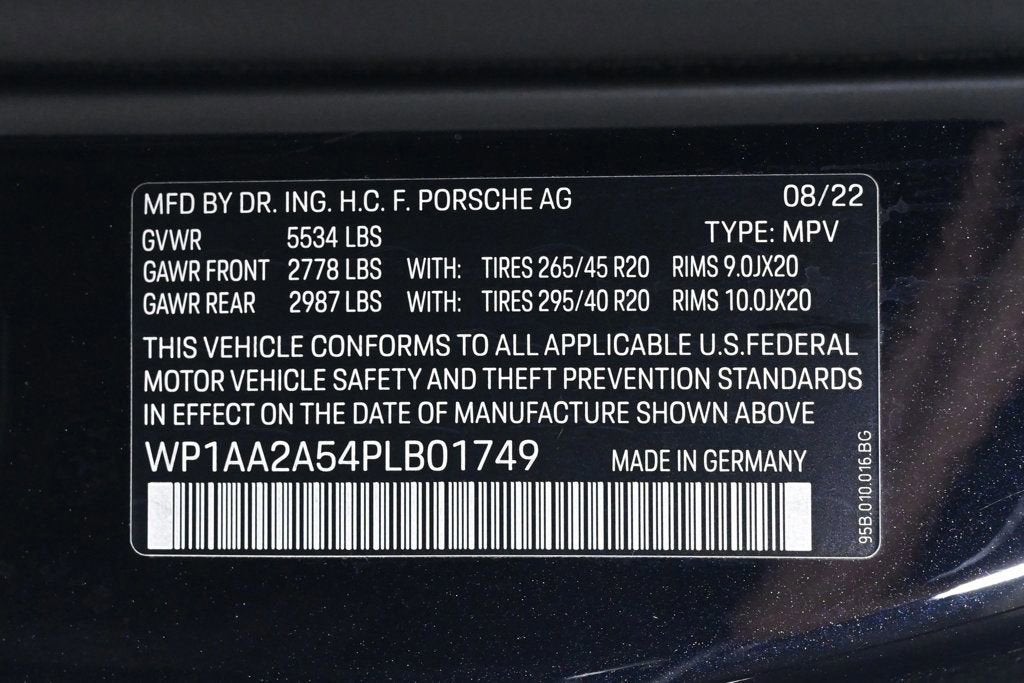 MFD BY DR. ING. H.C. F. PORSCHE AG 08/22
GVWR 5534 LBS TYPE: MPV
GAWR FRONT 2778 LBS WITH: TIRES 265/45 R20 RIMS 9.0JX20
GAWR REAR 2987 LBS WITH: TIRES 295/40 R20 RIMS 10.0JX20
THIS VEHICLE CONFORMS TO ALL APPLICABLE U.S.FEDERAL
MOTOR VEHICLE SAFETY AND THEFT PREVENTION STANDARDS
IN EFFECT ON THE DATE OF MANUFACTURE SHOWN ABOVE
WP1AA2A54PLB01749 MADE IN GERMANY
95B.010.016.BG